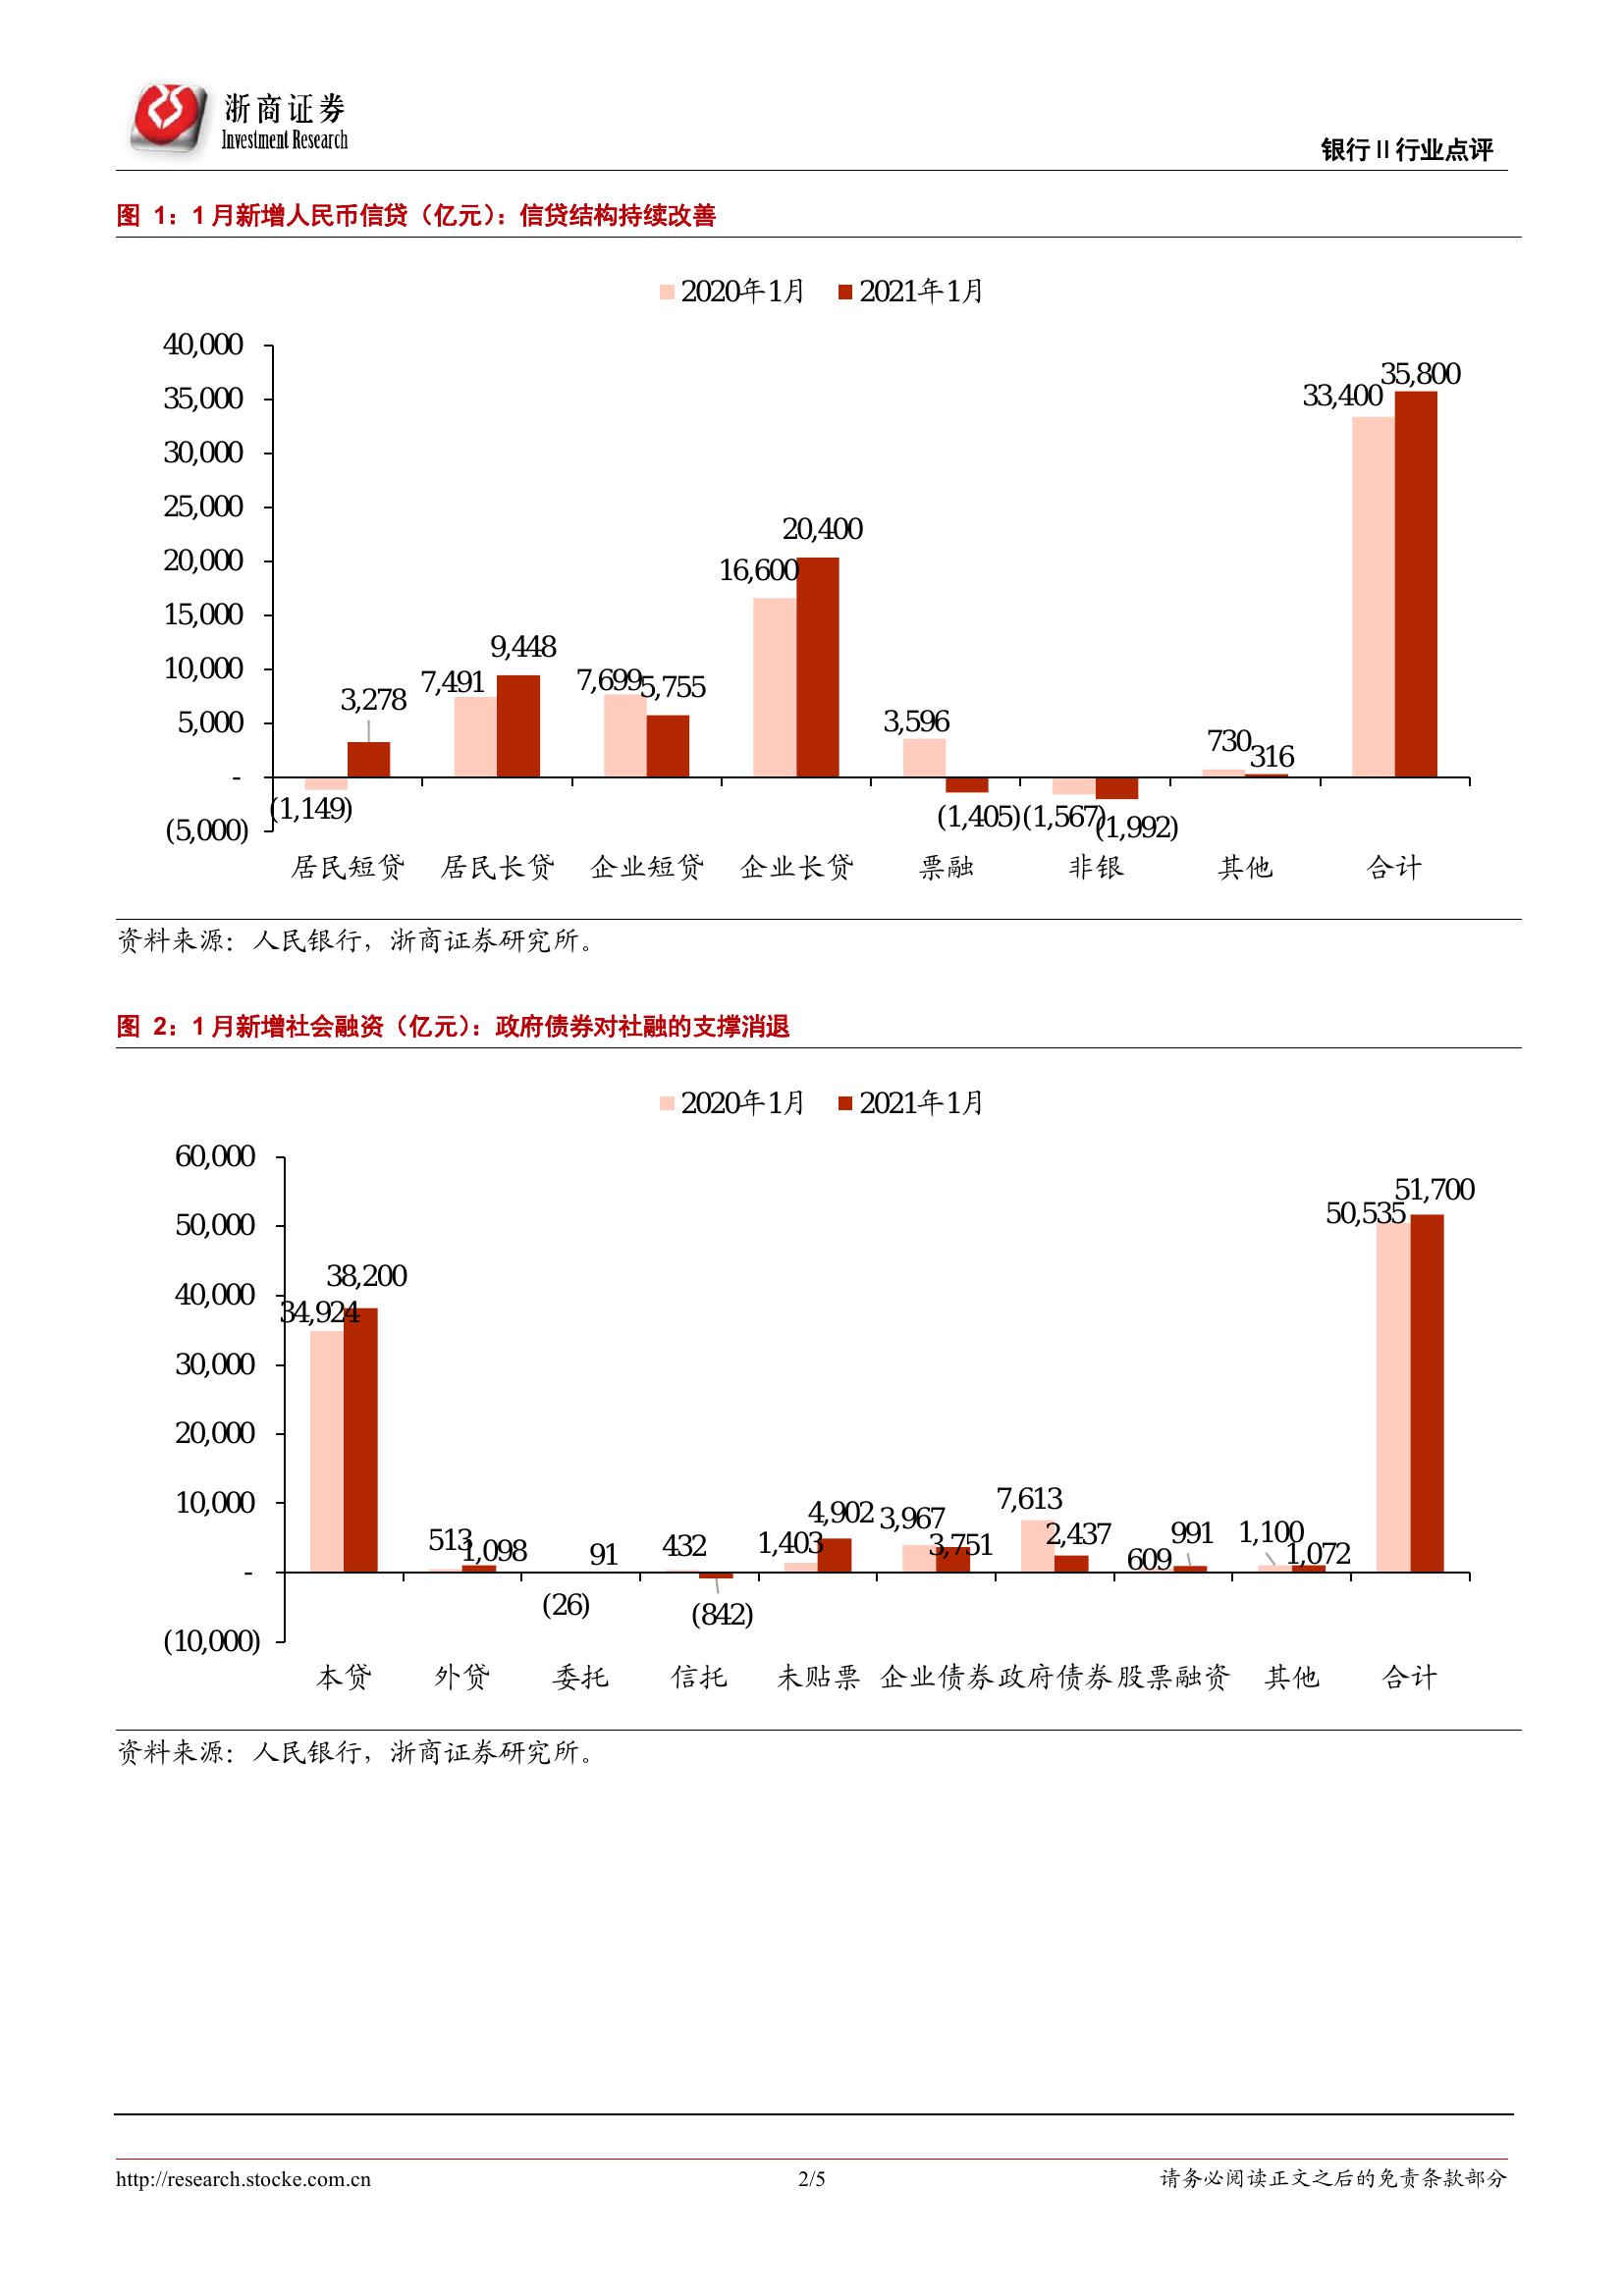 浙商证券
Investment Research
银行 II 行业点评
图 1：1 月新增人民币信贷（亿元）：信贷结构持续改善
2020年1月 2021年1月
40,000
35,000
30,000
25,000
20,000
15,000
10,000
5,000
-
(5,000)
(1,149) 3,278 7,491 9,448 7,699 5,755 16,600 20,400 3,596 (1,405) (1,567) (1,992) 730 316 33,400 35,800
居民短贷 居民长贷 企业短贷 企业长贷 票融 非银 其他 合计
资料来源：人民银行，浙商证券研究所。
图 2：1 月新增社会融资（亿元）：政府债券对社融的支撑消退
2020年1月 2021年1月
60,000
50,000
40,000
30,000
20,000
10,000
-
(10,000)
34,924 38,200 513 1,098 (26) 91 432 (842) 1,403 4,902 3,967 3,751 7,613 2,437 609 991 1,100 1,072 50,535 51,700
本贷 外贷 委托 信托 未贴票 企业债券 政府债券 股票融资 其他 合计
资料来源：人民银行，浙商证券研究所。
http://research.stocke.com.cn 2/5 请务必阅读正文之后的免责条款部分